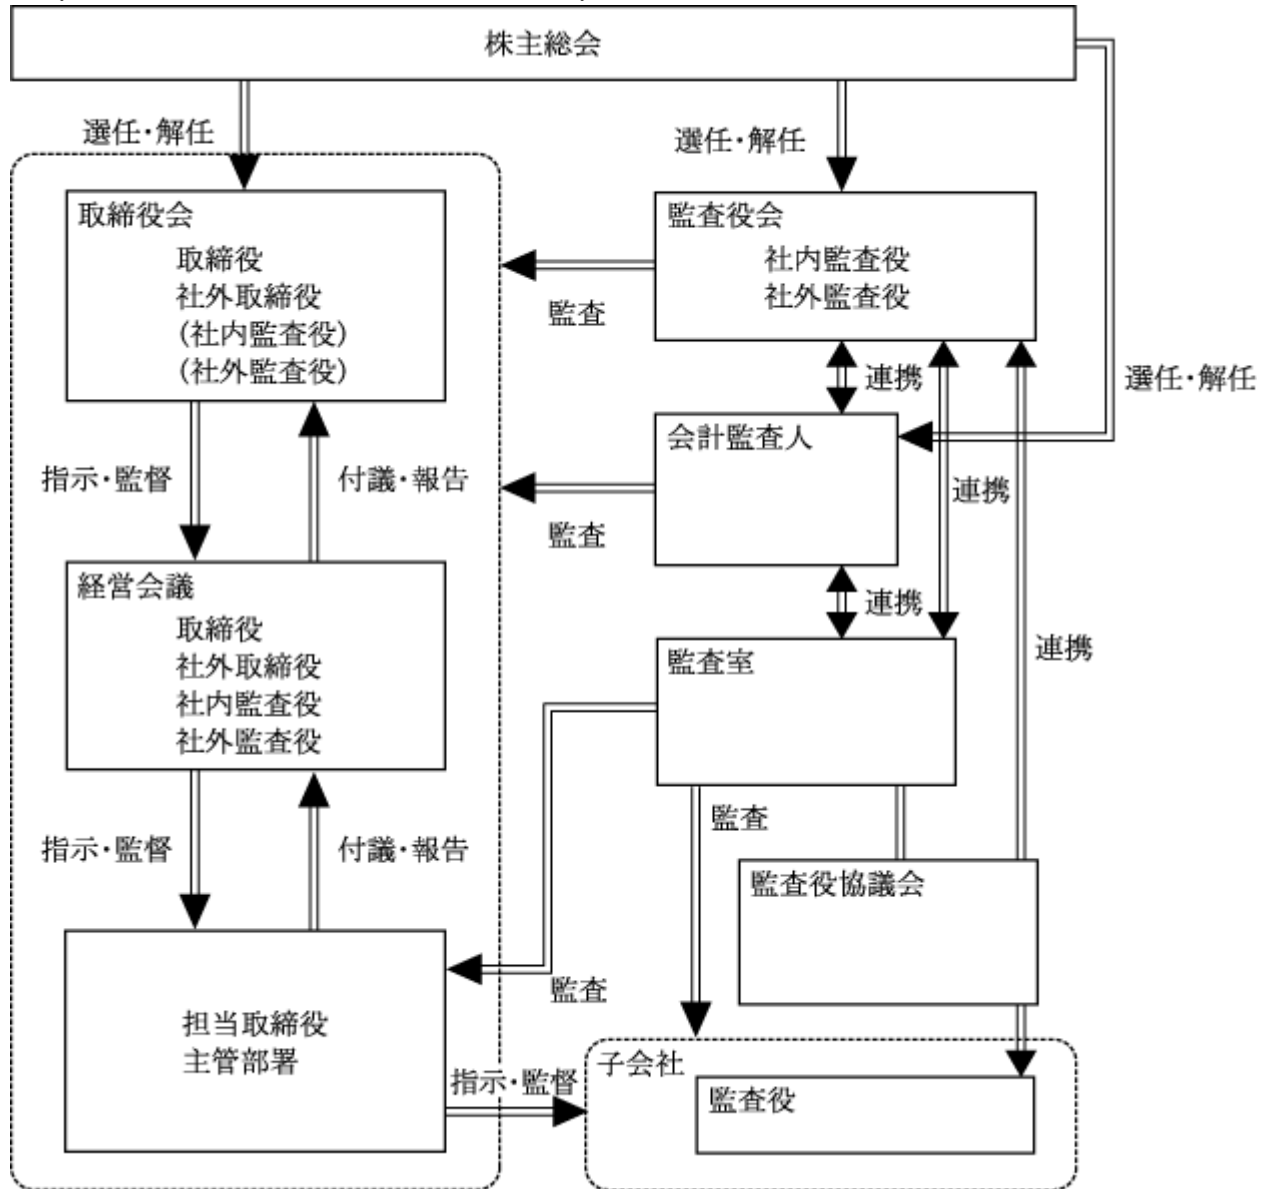 株主総会
選任・解任
選任・解任
取締役会
取締役
社外取締役
(社内監査役)
(社外監査役)
監査役会
社内監査役
社外監査役
監査
連携
選任・解任
会計監査人
指示・監督
付議・報告
監査
連携
経営会議
取締役
社外取締役
社内監査役
社外監査役
連携
監査室
連携
監査
指示・監督
付議・報告
監査役協議会
監査
担当取締役
主管部署
子会社
指示・監督
監査役